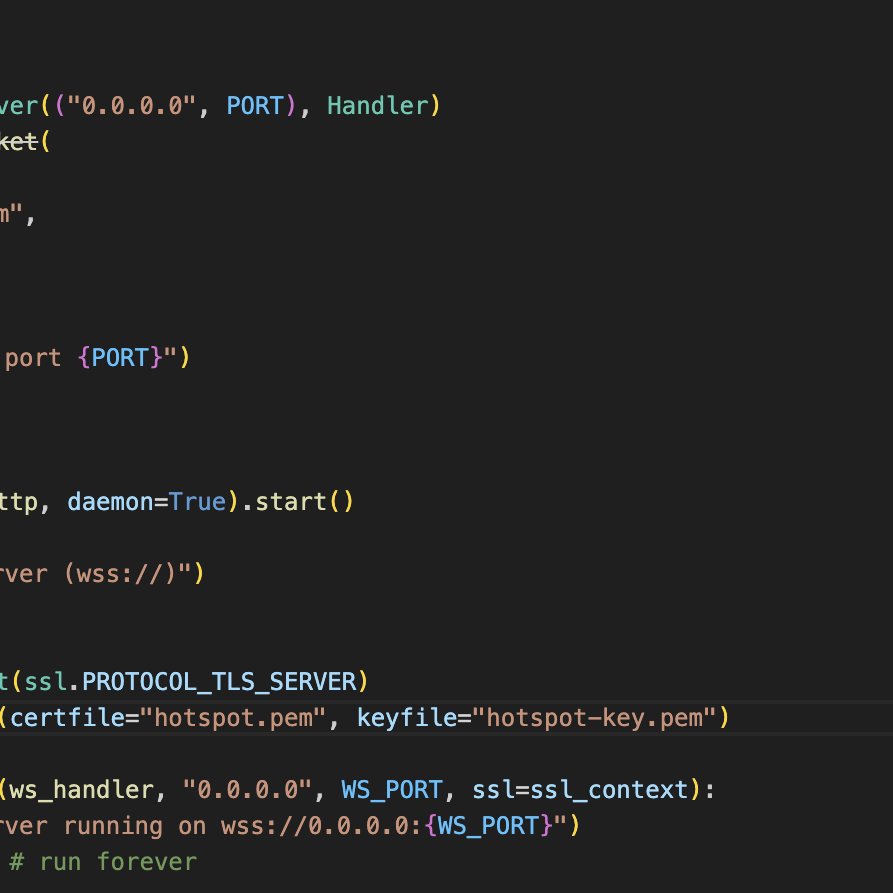 ver(("0.0.0.0", PORT), Handler)
ket(
m",
port {PORT}")
ttp, daemon=True).start()
rver (wss://)")
t(ssl.PROTOCOL_TLS_SERVER)
(certfile="hotspot.pem", keyfile="hotspot-key.pem")
(ws_handler, "0.0.0.0", WS_PORT, ssl=ssl_context):
rver running on wss://0.0.0.0:{WS_PORT}")
# run forever